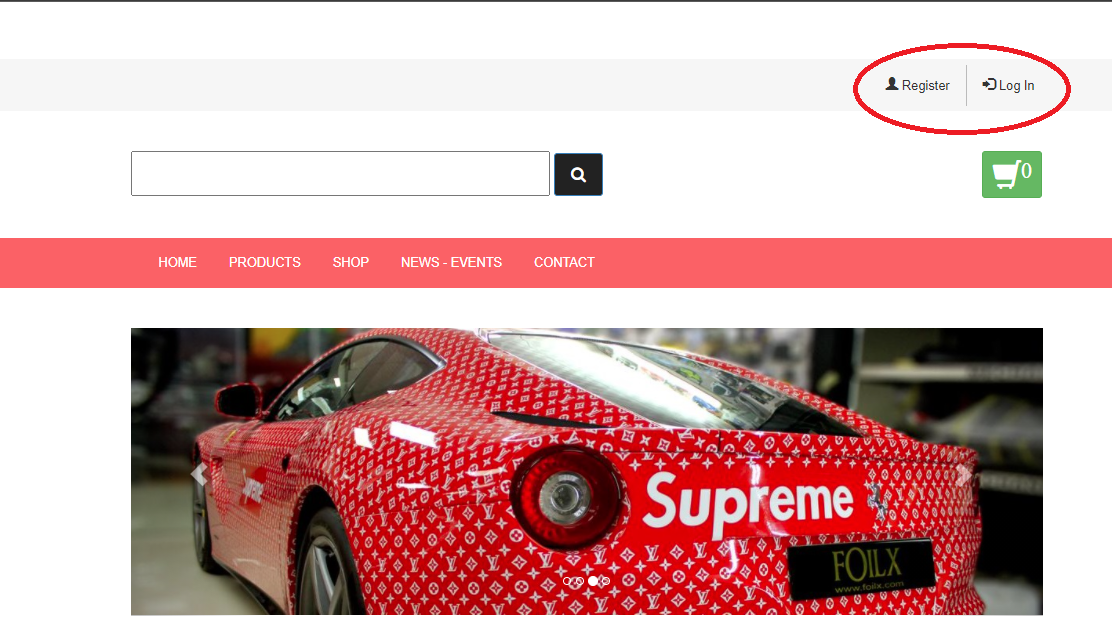 Register
Log In
0
HOME
PRODUCTS
SHOP
NEWS - EVENTS
CONTACT
Supreme
FOILX
www.foilx.com